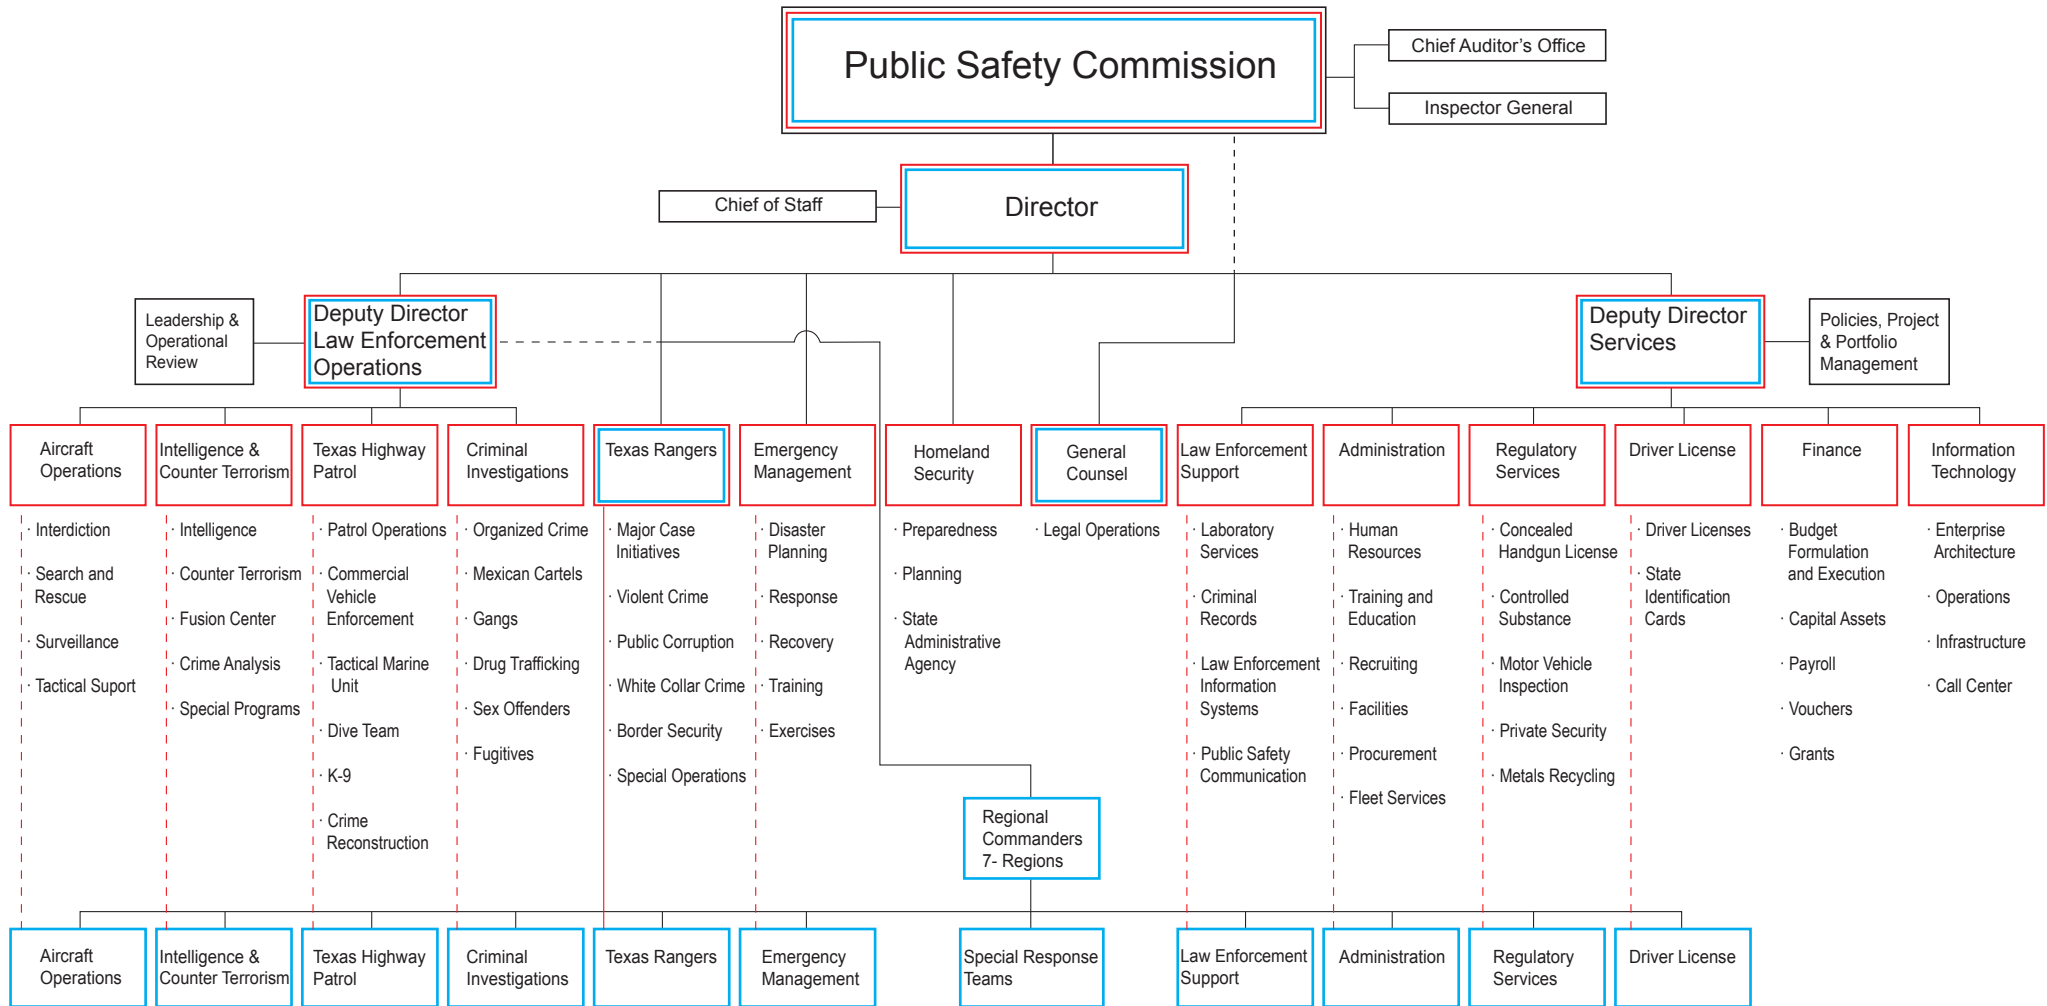 Public Safety Commission
Chief Auditor's Office
Inspector General
Chief of Staff
Director
Leadership &
Operational
Review
Deputy Director
Law Enforcement
Operations
Deputy Director
Services
Policies, Project
& Portfolio
Management
Aircraft
Operations
Intelligence &
Counter Terrorism
Texas Highway
Patrol
Criminal
Investigations
Texas Rangers
Emergency
Management
Homeland
Security
General
Counsel
Law Enforcement
Support
Administration
Regulatory
Services
Driver License
Finance
Information
Technology
· Interdiction
· Search and
Rescue
· Surveillance
· Tactical Suport
· Intelligence
· Counter Terrorism
· Fusion Center
· Crime Analysis
· Special Programs
· Patrol Operations
· Commercial
Vehicle
Enforcement
· Tactical Marine
Unit
· Dive Team
· K-9
· Crime
Reconstruction
· Organized Crime
· Mexican Cartels
· Gangs
· Drug Trafficking
· Sex Offenders
· Fugitives
· Major Case
Initiatives
· Violent Crime
· Public Corruption
· White Collar Crime
· Border Security
· Special Operations
· Disaster
Planning
· Response
· Recovery
· Training
· Exercises
· Preparedness
· Planning
· State
Administrative
Agency
· Legal Operations
· Laboratory
Services
· Criminal
Records
· Law Enforcement
Information
Systems
· Public Safety
Communication
· Human
Resources
· Training and
Education
· Recruiting
· Facilities
· Procurement
· Fleet Services
· Concealed
Handgun License
· Controlled
Substance
· Motor Vehicle
Inspection
· Private Security
· Metals Recycling
· Driver Licenses
· State
Identification
Cards
· Budget
Formulation
and Execution
· Capital Assets
· Payroll
· Vouchers
· Grants
· Enterprise
Architecture
· Operations
· Infrastructure
· Call Center
Regional
Commanders
7- Regions
Aircraft
Operations
Intelligence &
Counter Terrorism
Texas Highway
Patrol
Criminal
Investigations
Texas Rangers
Emergency
Management
Special Response
Teams
Law Enforcement
Support
Administration
Regulatory
Services
Driver License